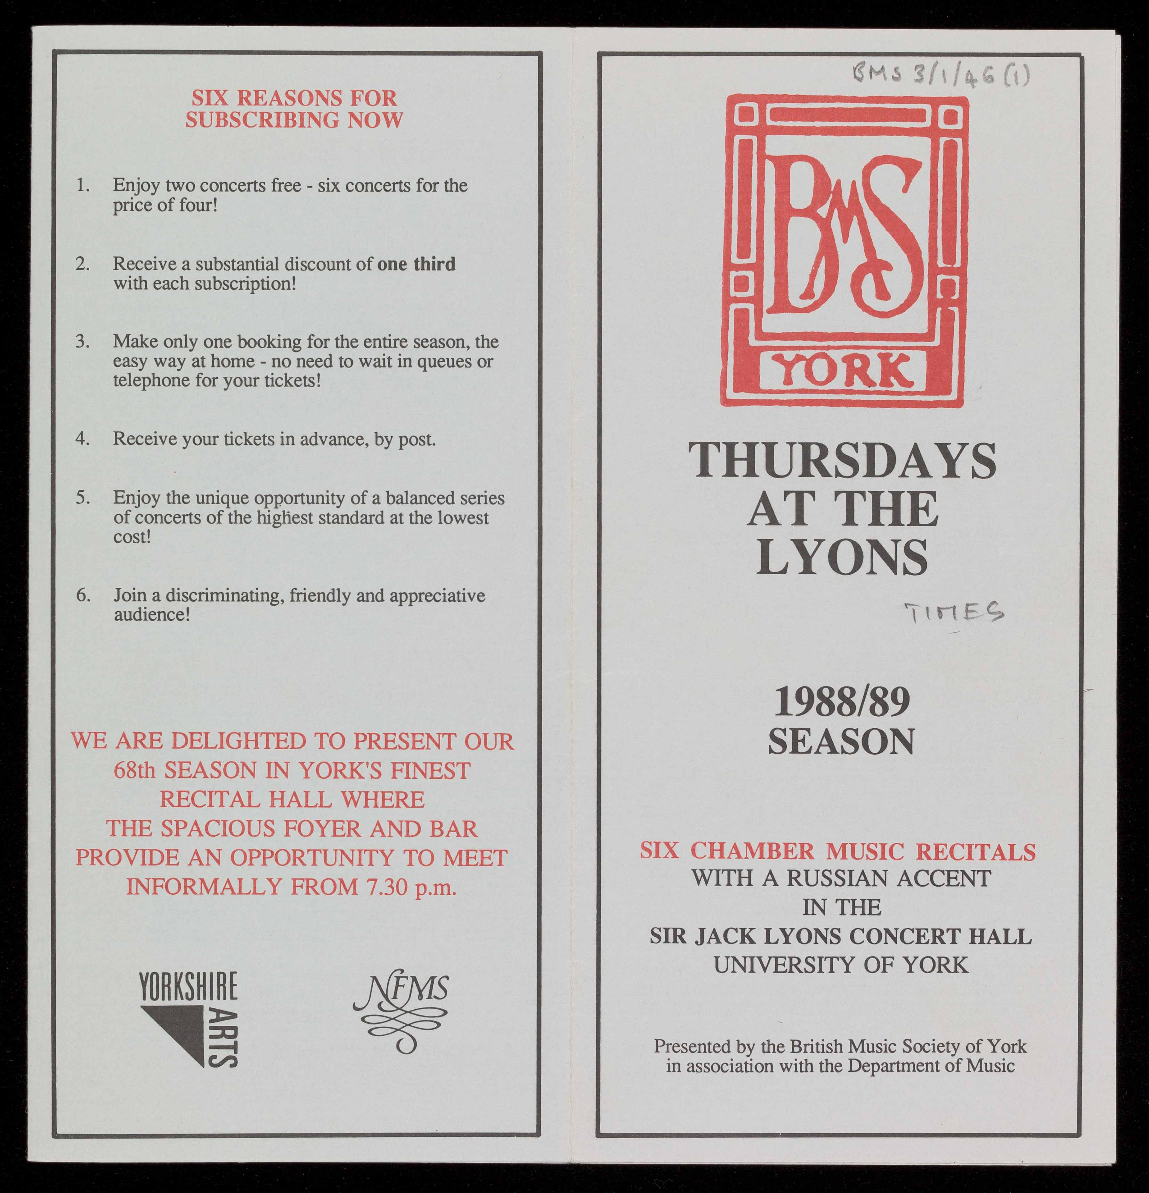 SIX REASONS FOR
SUBSCRIBING NOW
1. Enjoy two concerts free - six concerts for the
price of four!
2. Receive a substantial discount of one third
with each subscription!
3. Make only one booking for the entire season, the
easy way at home - no need to wait in queues or
telephone for your tickets!
4. Receive your tickets in advance, by post.
5. Enjoy the unique opportunity of a balanced series
of concerts of the highest standard at the lowest
cost!
6. Join a discriminating, friendly and appreciative
audience!
WE ARE DELIGHTED TO PRESENT OUR
68th SEASON IN YORK'S FINEST
RECITAL HALL WHERE
THE SPACIOUS FOYER AND BAR
PROVIDE AN OPPORTUNITY TO MEET
INFORMALLY FROM 7.30 p.m.
YORKSHIRE
ARTS
NFMS
BMS 3/1/46 (1)
BMS
YORK
THURSDAYS
AT THE
LYONS
TIMES
1988/89
SEASON
SIX CHAMBER MUSIC RECITALS
WITH A RUSSIAN ACCENT
IN THE
SIR JACK LYONS CONCERT HALL
UNIVERSITY OF YORK
Presented by the British Music Society of York
in association with the Department of Music